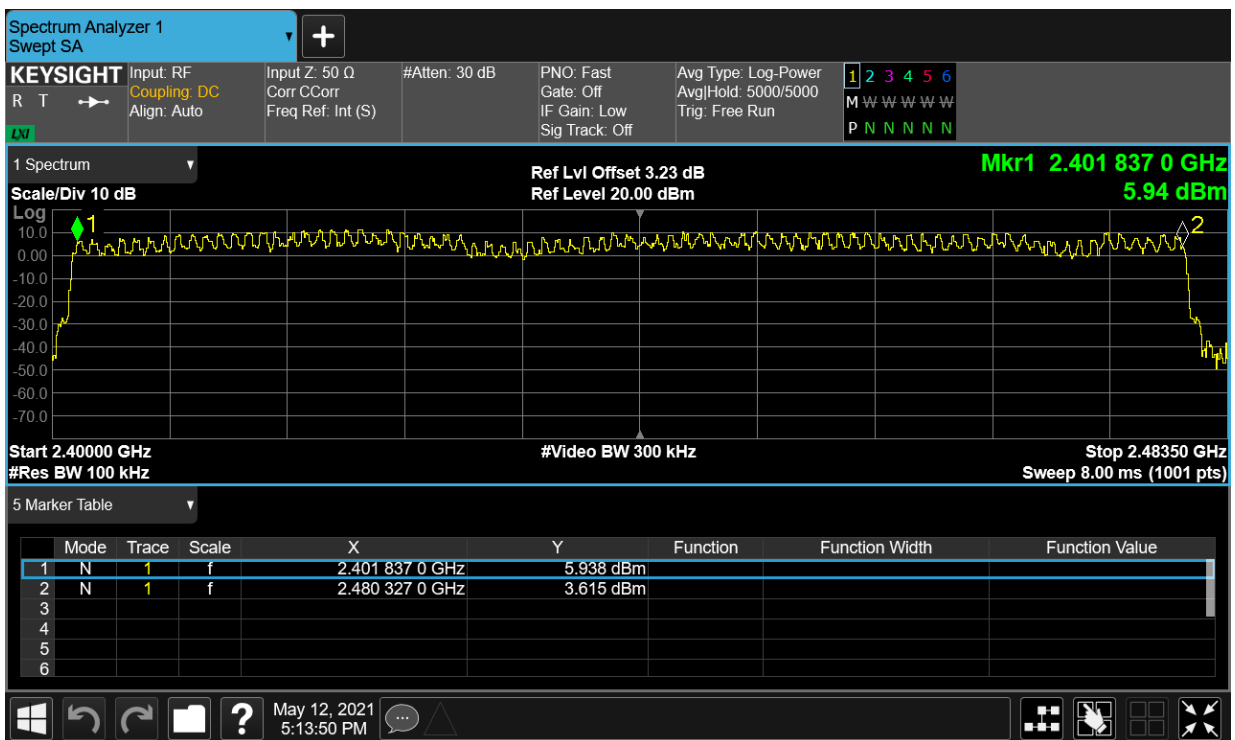 Spectrum Analyzer 1
Swept SA
KEYSIGHT
R T
LXI
Input: RF
Coupling: DC
Align: Auto
Input Z: 50 Ω
Corr CCorr
Freq Ref: Int (S)
#Atten: 30 dB
PNO: Fast
Gate: Off
IF Gain: Low
Sig Track: Off
Avg Type: Log-Power
Avg|Hold: 5000/5000
Trig: Free Run
1 2 3 4 5 6
M W W W W W
P N N N N N
1 Spectrum
Scale/Div 10 dB
Ref Lvl Offset 3.23 dB
Ref Level 20.00 dBm
Mkr1 2.401 837 0 GHz
5.94 dBm
Log
1
2
10.0
0.00
-10.0
-20.0
-30.0
-40.0
-50.0
-60.0
-70.0
Start 2.40000 GHz
#Video BW 300 kHz
Stop 2.48350 GHz
#Res BW 100 kHz
Sweep 8.00 ms (1001 pts)
5 Marker Table
Mode Trace Scale X Y Function Function Width Function Value
1 N 1 f 2.401 837 0 GHz 5.938 dBm
2 N 1 f 2.480 327 0 GHz 3.615 dBm
3
4
5
6
?
May 12, 2021
5:13:50 PM